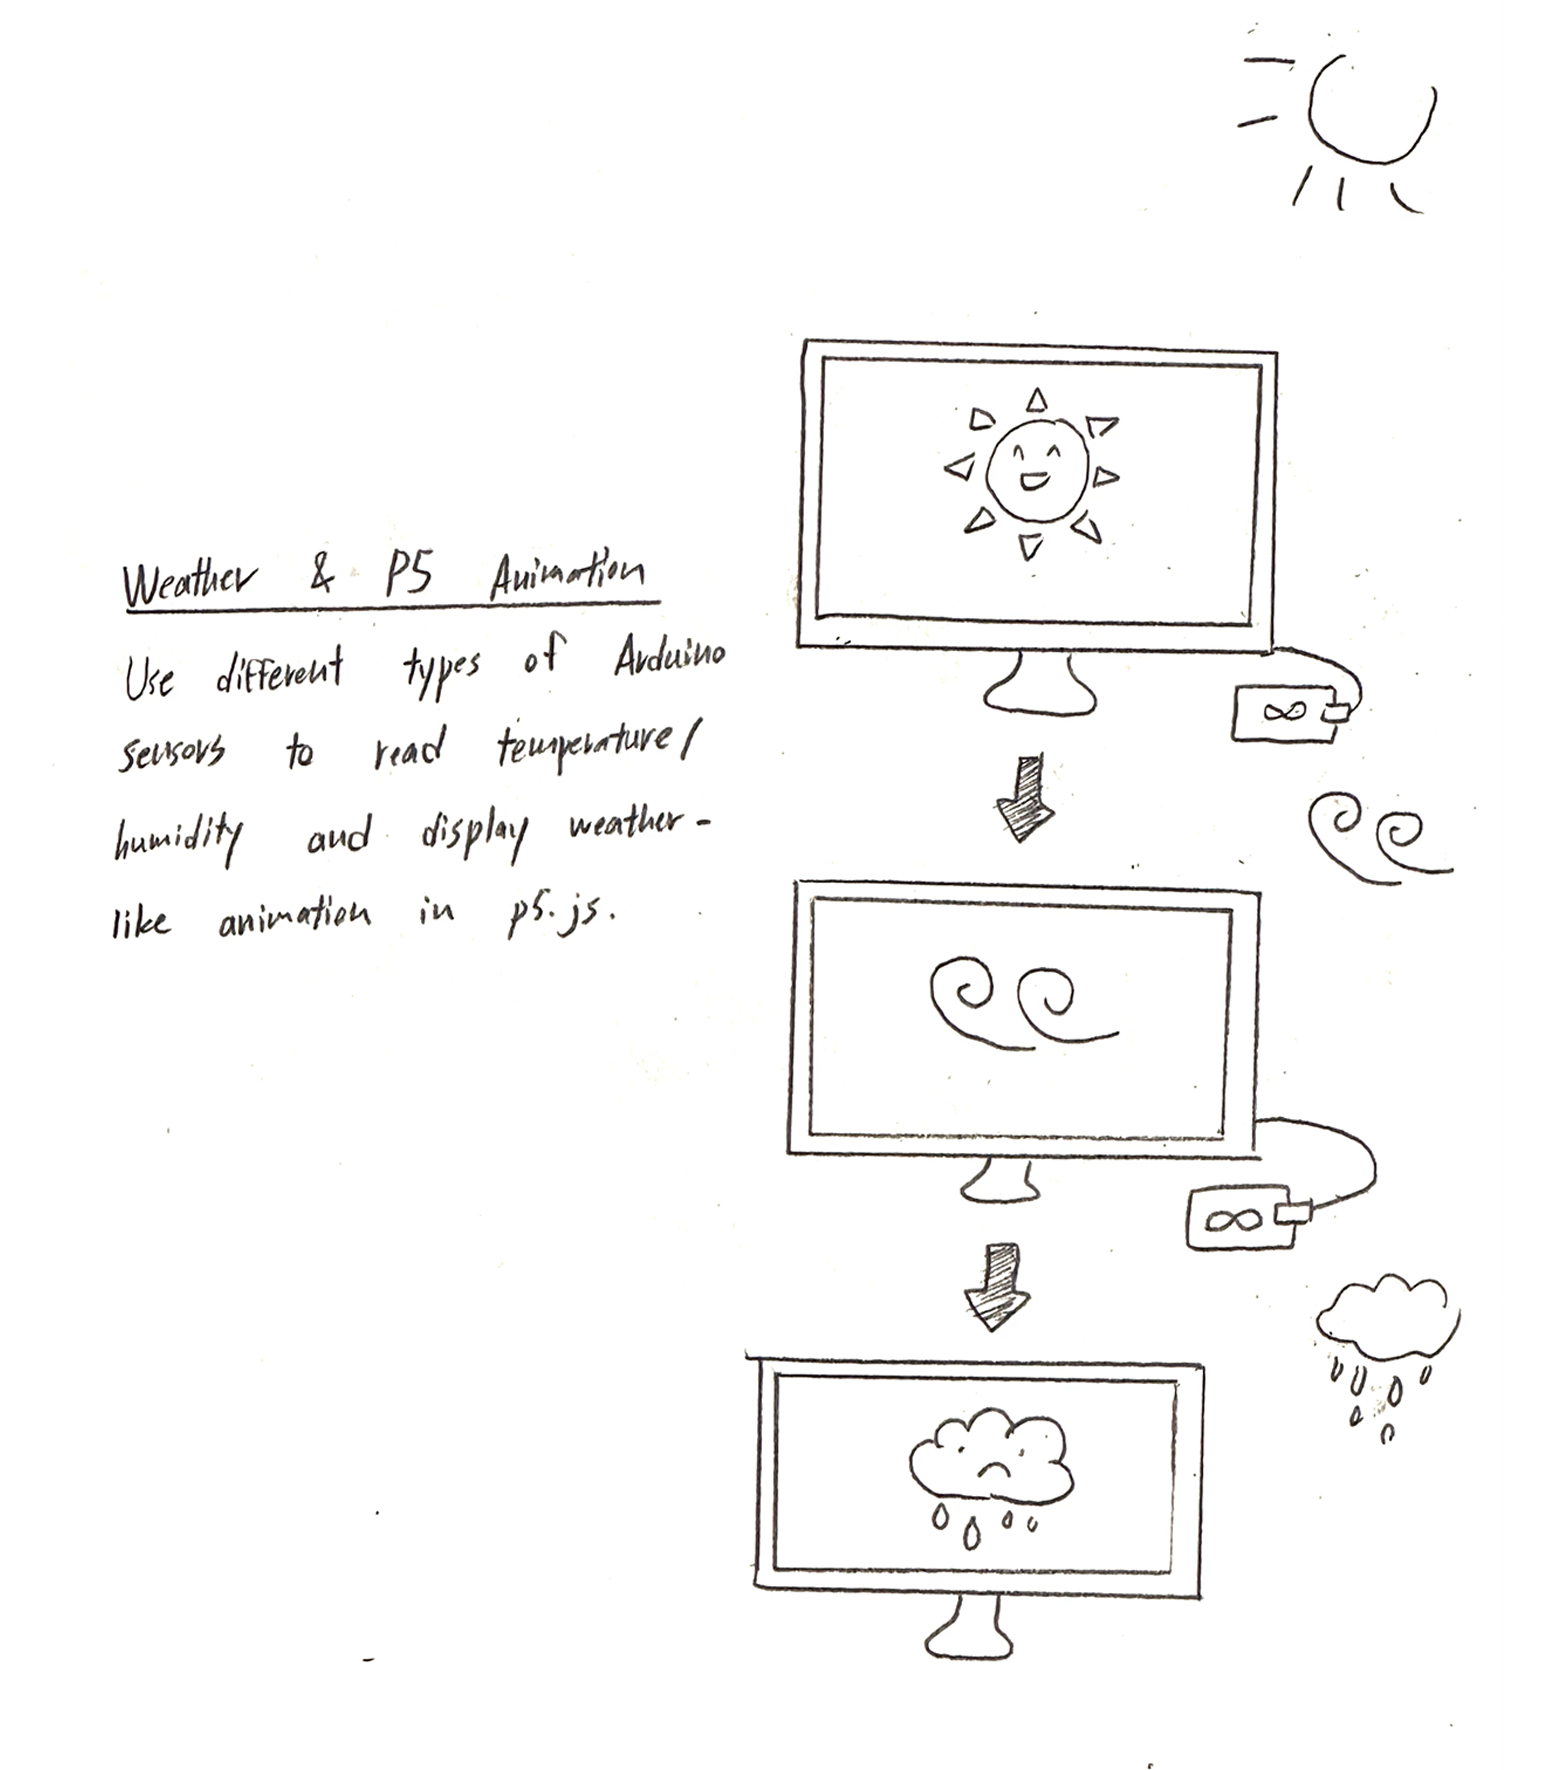 Weather & P5 Animation
Use different types of Arduino
sensors to read temperature/
humidity and display weather-
like animation in p5.js.